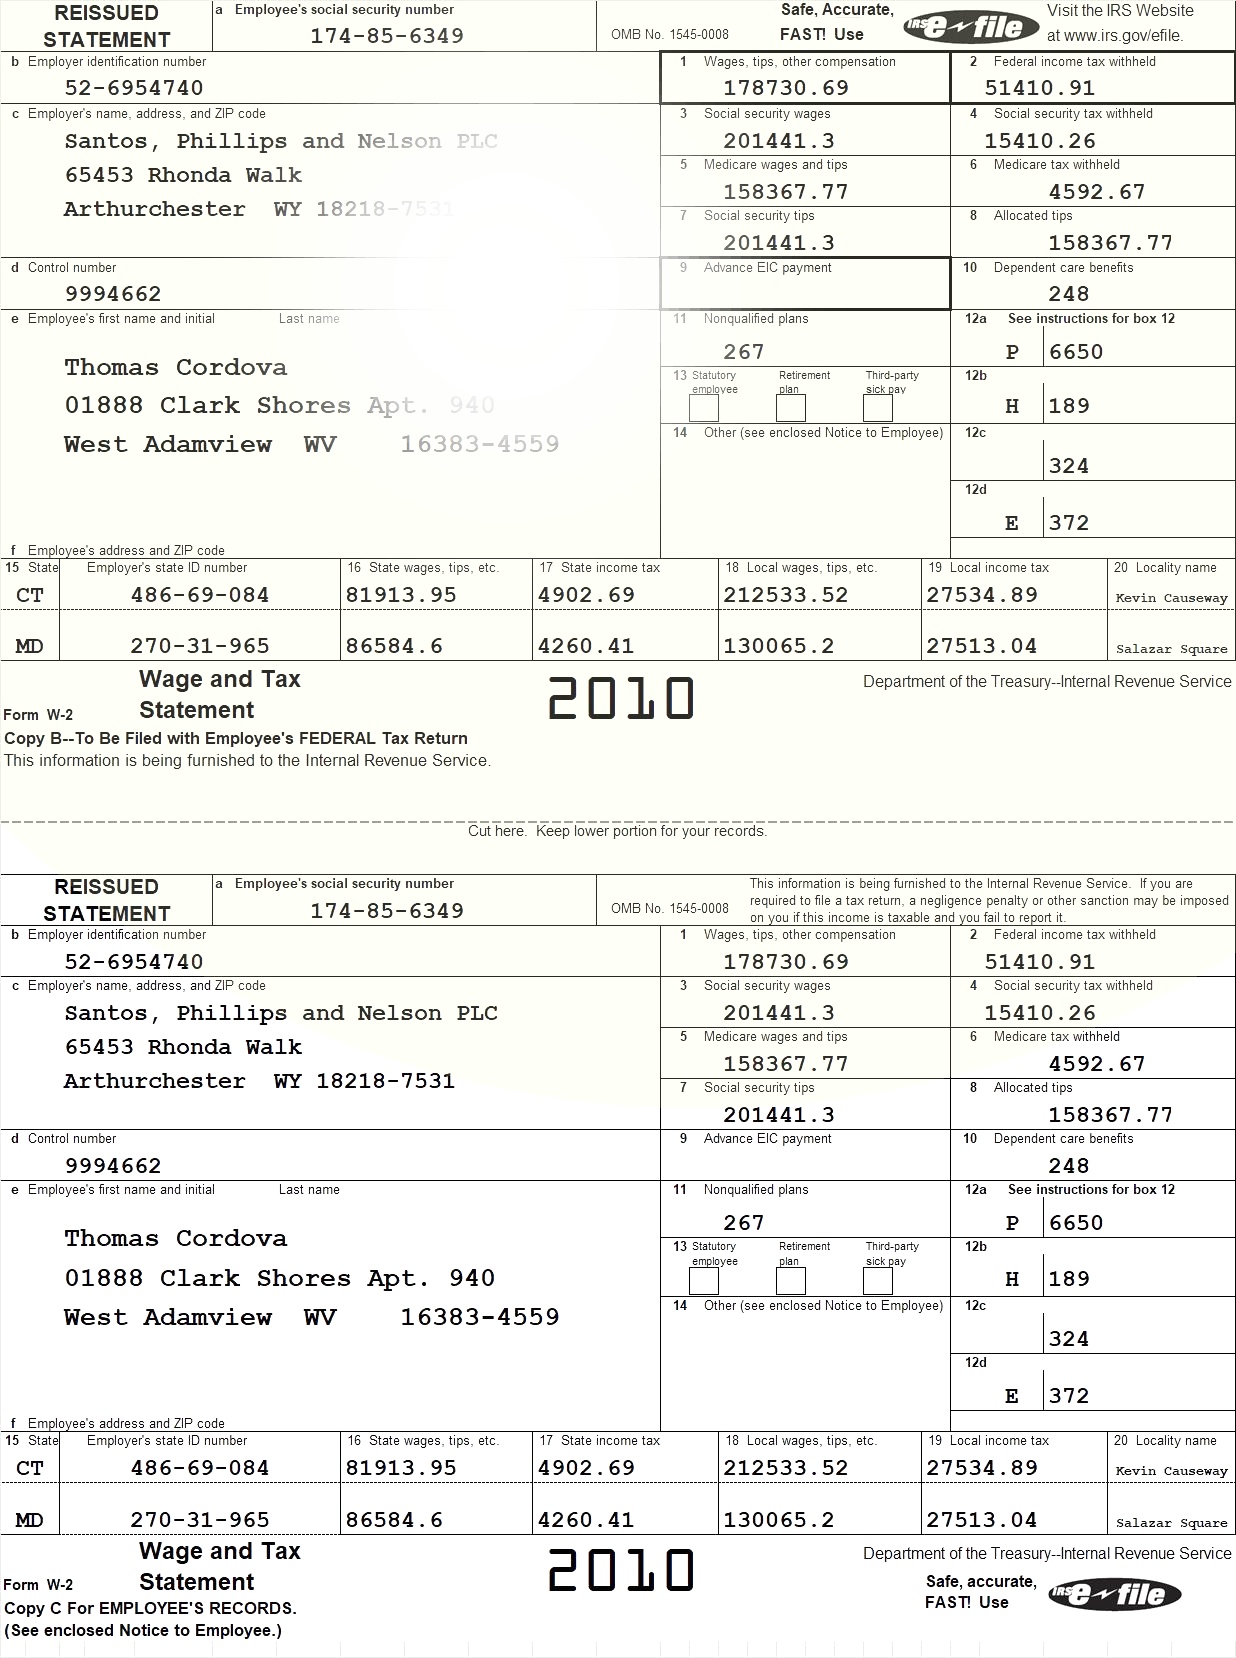 REISSUED STATEMENT
a Employee's social security number
174-85-6349
OMB No. 1545-0008
Safe, Accurate, FAST! Use
IRS e-file
Visit the IRS Website at www.irs.gov/efile.
b Employer identification number
52-6954740
1 Wages, tips, other compensation
178730.69
2 Federal income tax withheld
51410.91
c Employer's name, address, and ZIP code
Santos, Phillips and Nelson PLC
65453 Rhonda Walk
Arthurchester WY 18218-7531
3 Social security wages
201441.3
4 Social security tax withheld
15410.26
5 Medicare wages and tips
158367.77
6 Medicare tax withheld
4592.67
7 Social security tips
201441.3
8 Allocated tips
158367.77
d Control number
9994662
9 Advance EIC payment
10 Dependent care benefits
248
e Employee's first name and initial Last name
Thomas Cordova
01888 Clark Shores Apt. 940
West Adamview WV 16383-4559
11 Nonqualified plans
267
12a See instructions for box 12
P 6650
13 Statutory employee Retirement plan Third-party sick pay
12b
H 189
14 Other (see enclosed Notice to Employee)
12c
324
12d
E 372
f Employee's address and ZIP code
15 State Employer's state ID number 16 State wages, tips, etc. 17 State income tax 18 Local wages, tips, etc. 19 Local income tax 20 Locality name
CT 486-69-084 81913.95 4902.69 212533.52 27534.89 Kevin Causeway
MD 270-31-965 86584.6 4260.41 130065.2 27513.04 Salazar Square
Form W-2 Wage and Tax Statement
2010
Department of the Treasury--Internal Revenue Service
Copy B--To Be Filed with Employee's FEDERAL Tax Return
This information is being furnished to the Internal Revenue Service.
Cut here. Keep lower portion for your records.
REISSUED STATEMENT
a Employee's social security number
174-85-6349
OMB No. 1545-0008
This information is being furnished to the Internal Revenue Service. If you are
required to file a tax return, a negligence penalty or other sanction may be imposed
on you if this income is taxable and you fail to report it.
b Employer identification number
52-6954740
1 Wages, tips, other compensation
178730.69
2 Federal income tax withheld
51410.91
c Employer's name, address, and ZIP code
Santos, Phillips and Nelson PLC
65453 Rhonda Walk
Arthurchester WY 18218-7531
3 Social security wages
201441.3
4 Social security tax withheld
15410.26
5 Medicare wages and tips
158367.77
6 Medicare tax withheld
4592.67
7 Social security tips
201441.3
8 Allocated tips
158367.77
d Control number
9994662
9 Advance EIC payment
10 Dependent care benefits
248
e Employee's first name and initial Last name
Thomas Cordova
01888 Clark Shores Apt. 940
West Adamview WV 16383-4559
11 Nonqualified plans
267
12a See instructions for box 12
P 6650
13 Statutory employee Retirement plan Third-party sick pay
12b
H 189
14 Other (see enclosed Notice to Employee)
12c
324
12d
E 372
f Employee's address and ZIP code
15 State Employer's state ID number 16 State wages, tips, etc. 17 State income tax 18 Local wages, tips, etc. 19 Local income tax 20 Locality name
CT 486-69-084 81913.95 4902.69 212533.52 27534.89 Kevin Causeway
MD 270-31-965 86584.6 4260.41 130065.2 27513.04 Salazar Square
Form W-2 Wage and Tax Statement
2010
Department of the Treasury--Internal Revenue Service
Safe, accurate, FAST! Use
IRS e-file
Copy C For EMPLOYEE'S RECORDS.
(See enclosed Notice to Employee.)